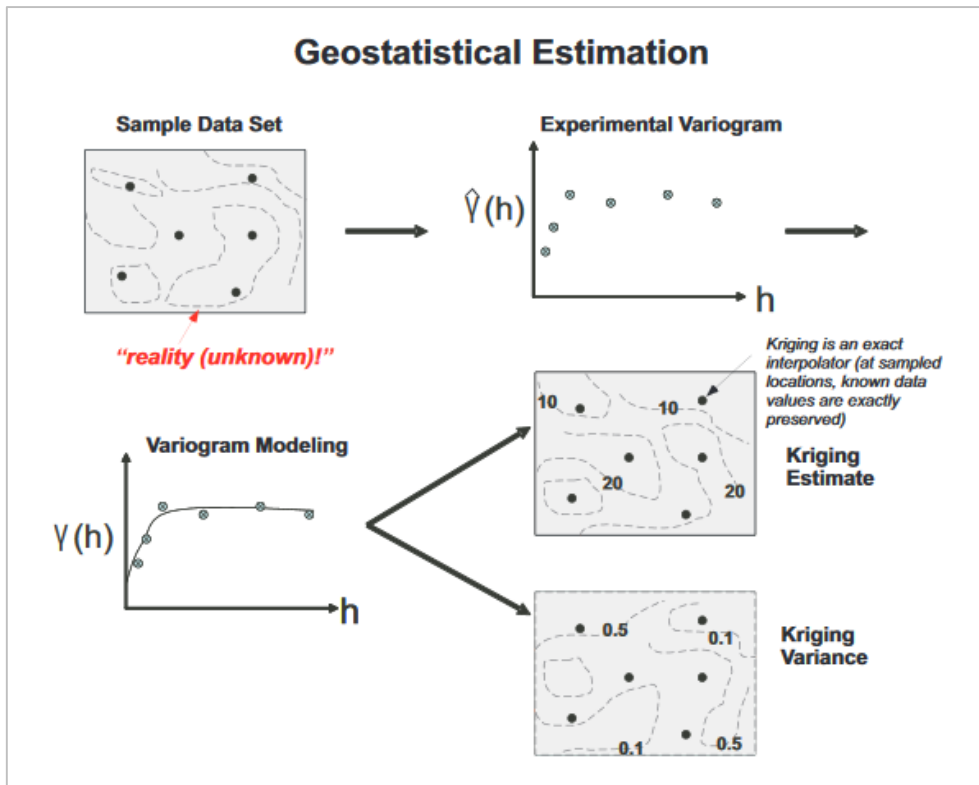 Geostatistical Estimation
Sample Data Set
Experimental Variogram
γ̂(h)
h
“reality (unknown)!”
Kriging is an exact
interpolator (at sampled
locations, known data
values are exactly
preserved)
10
10
20
20
Kriging
Estimate
Variogram Modeling
γ(h)
h
0.5
0.1
0.1
0.5
Kriging
Variance